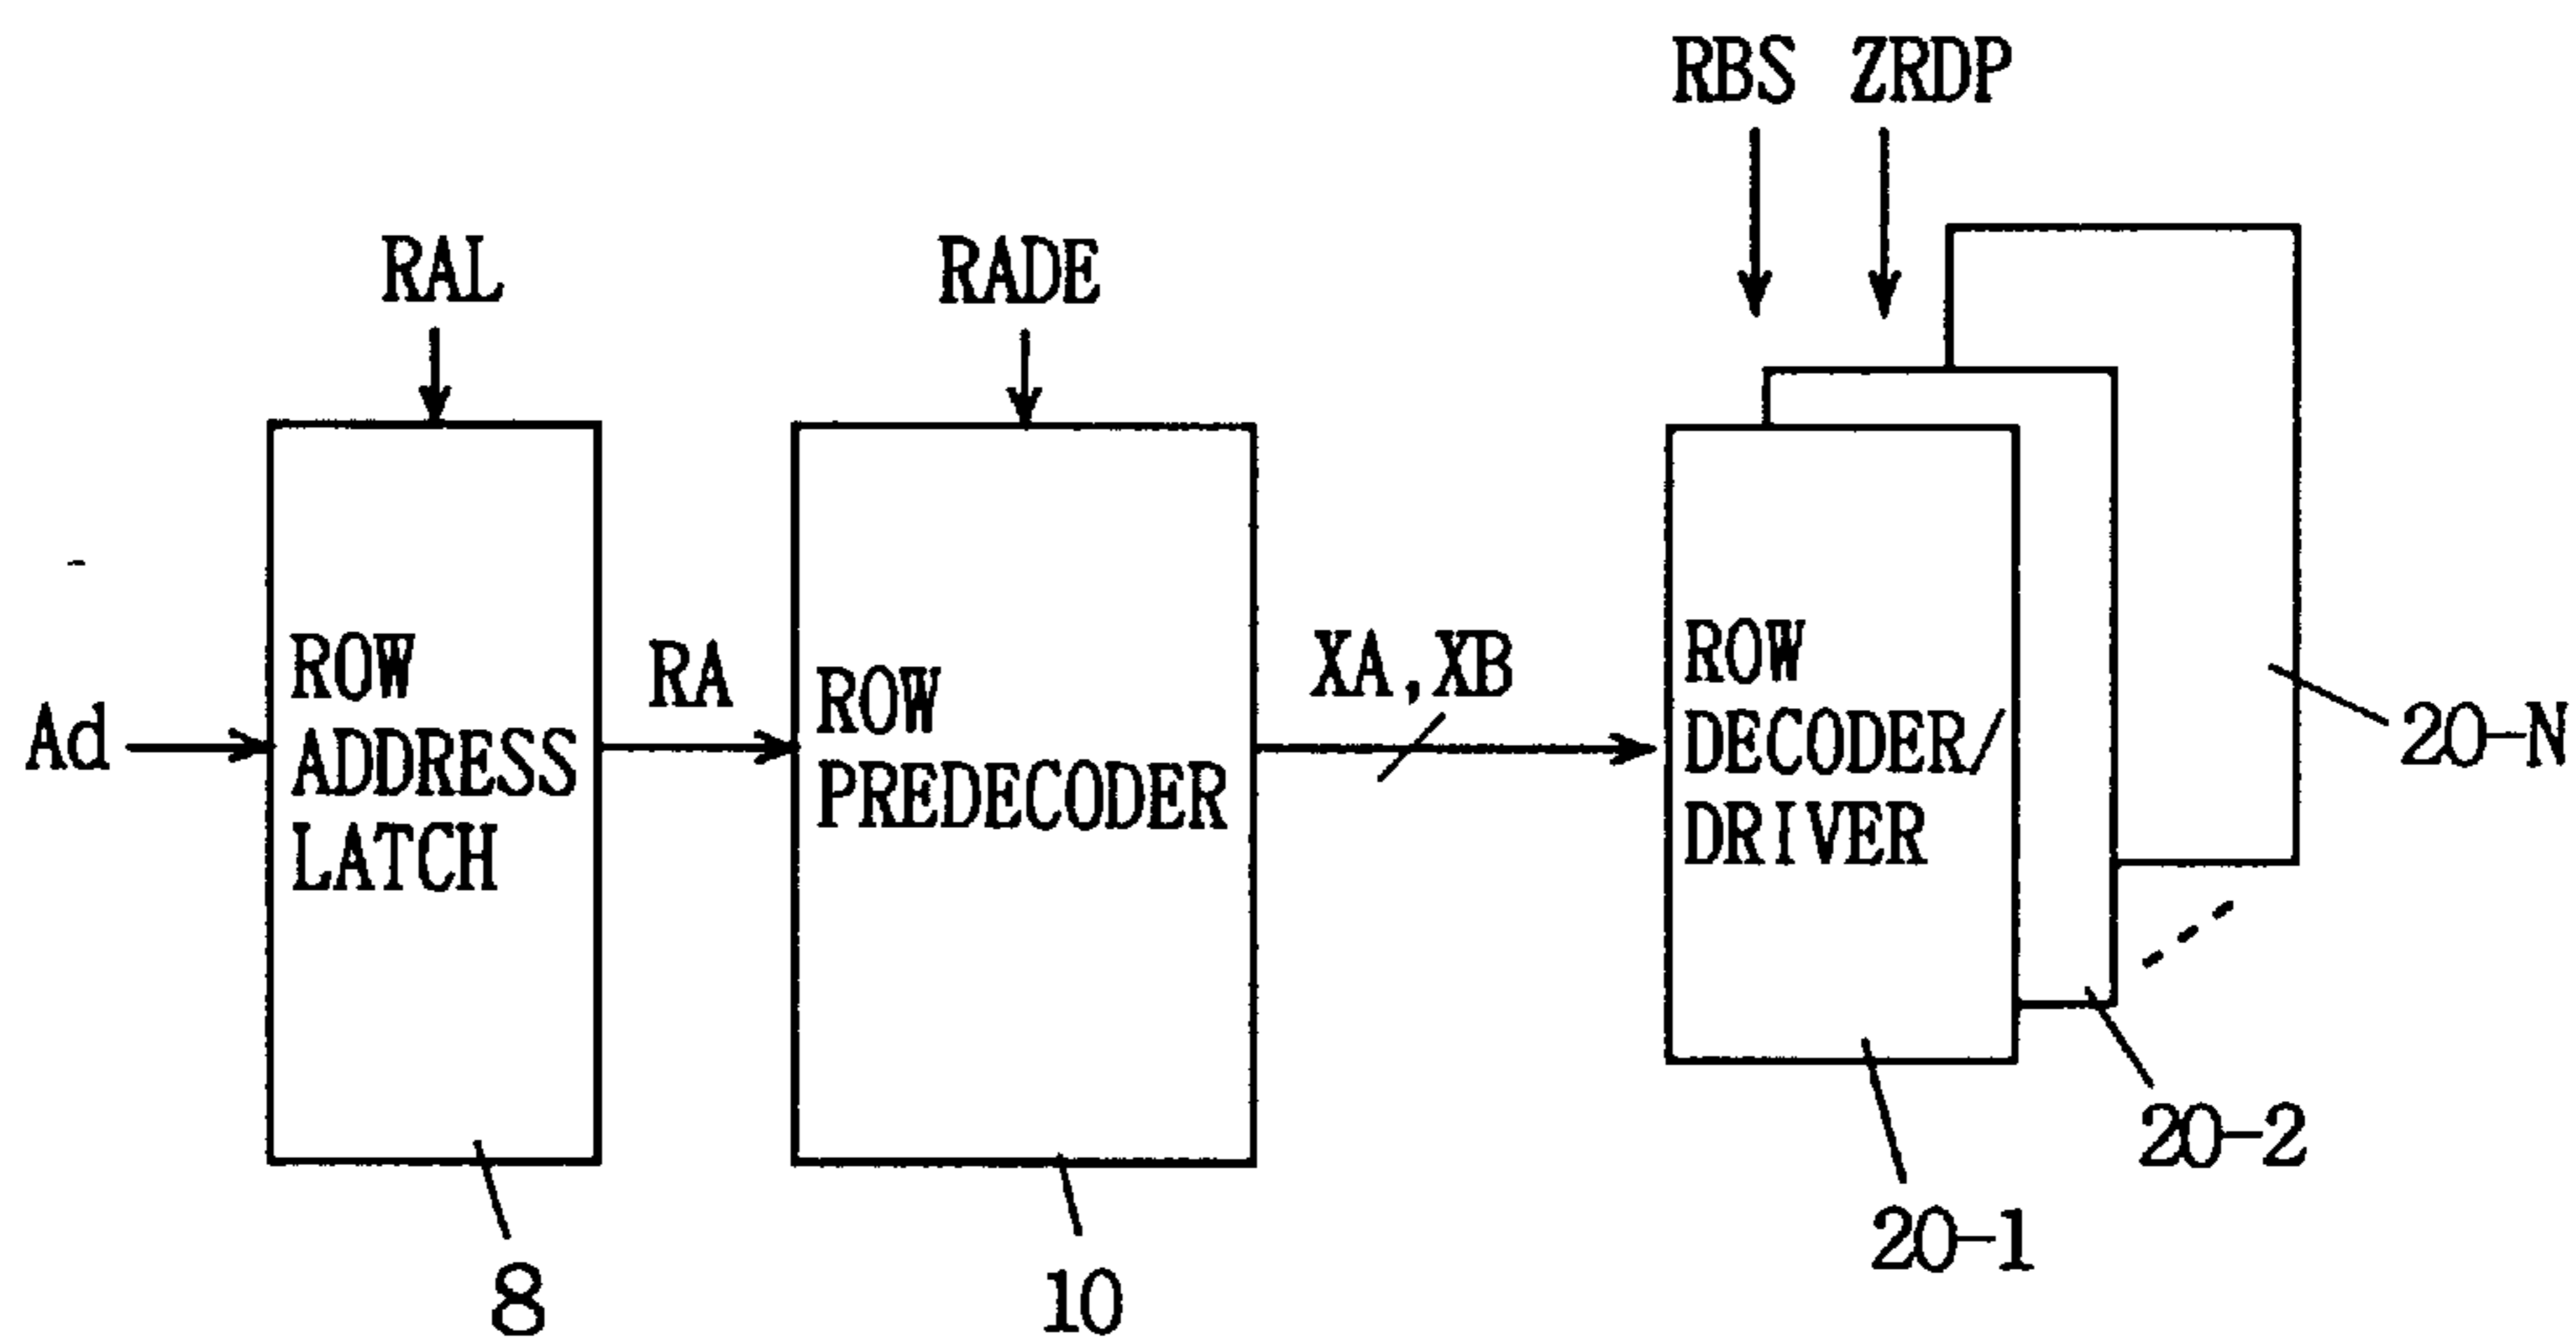 RBS ZRDP
RAL
RADE
Ad
ROW
ADDRESS
LATCH
RA
ROW
PREDECODER
XA,XB
ROW
DECODER/
DRIVER
20-N
20-2
20-1
8
10